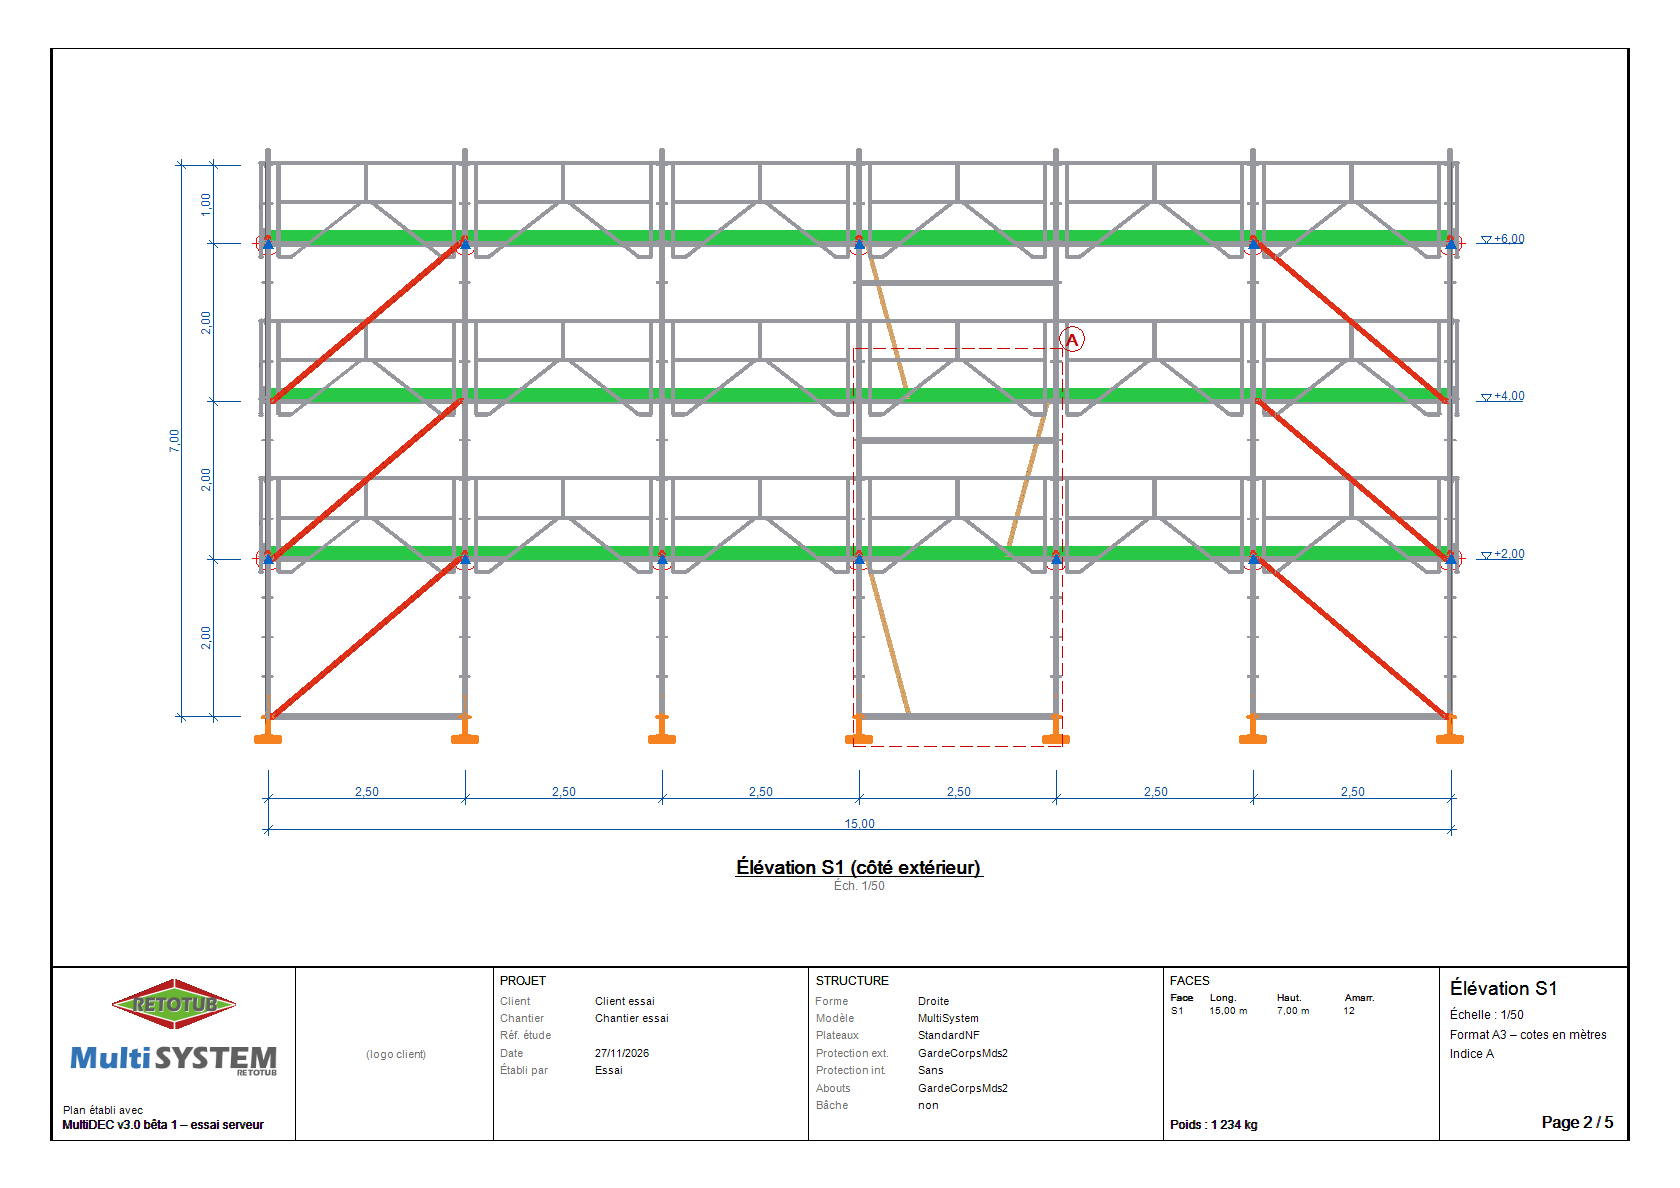 1,00
2,00
7,00
2,00
2,00
+6,00
+4,00
+2,00
A
2,50
2,50
2,50
2,50
2,50
2,50
15,00
Élévation S1 (côté extérieur)
Éch. 1/50
RETOTUB
MultiSYSTEM
RETOTUB
Plan établi avec
MultiDEC v3.0 bêta 1 – essai serveur
(logo client)
PROJET
Client Client essai
Chantier Chantier essai
Réf. étude
Date 27/11/2026
Établi par Essai
STRUCTURE
Forme Droite
Modèle MultiSystem
Plateaux StandardNF
Protection ext. GardeCorpsMds2
Protection int. Sans
Abouts GardeCorpsMds2
Bâche non
FACES
Face Long. Haut. Amarr.
S1 15,00 m 7,00 m 12
Poids : 1 234 kg
Élévation S1
Échelle : 1/50
Format A3 – cotes en mètres
Indice A
Page 2 / 5